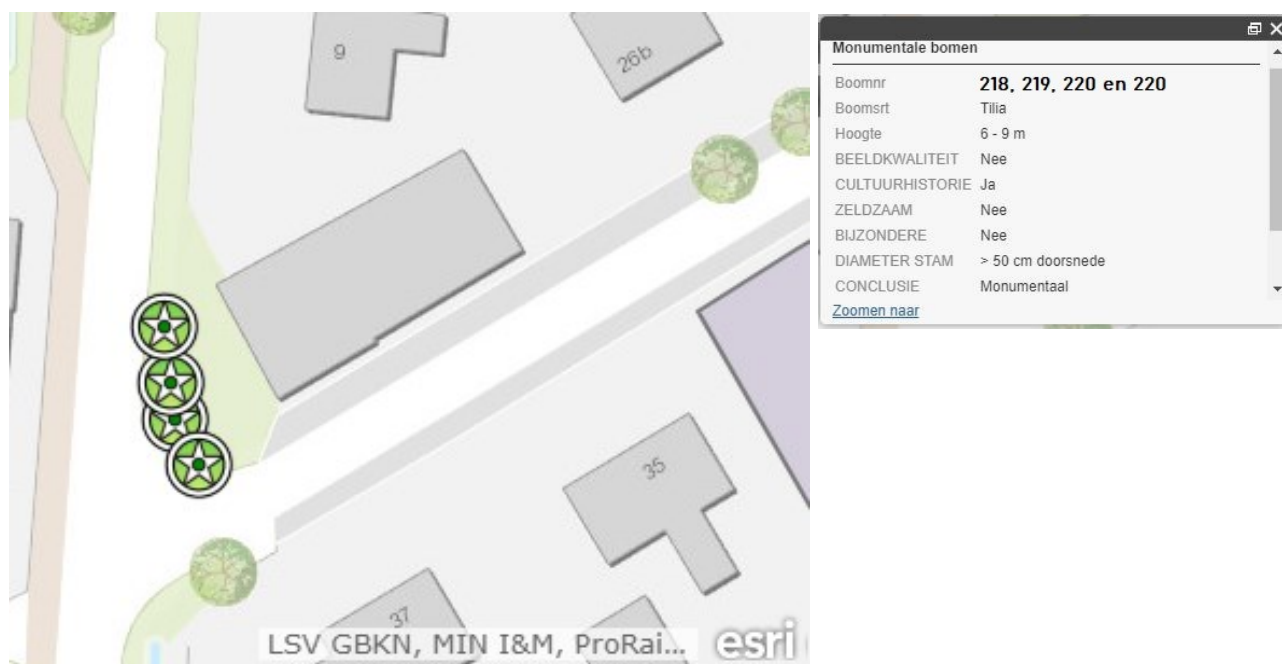 9
26b
35
37
LSV GBKN, MIN I&M, ProRai...
esri
Monumentale bomen
Boomnr 218, 219, 220 en 220
Boomsrt Tilia
Hoogte 6 - 9 m
BEELDKWALITEIT Nee
CULTUURHISTORIE Ja
ZELDZAAM Nee
BIJZONDERE Nee
DIAMETER STAM > 50 cm doorsnede
CONCLUSIE Monumentaal
Zoomen naar